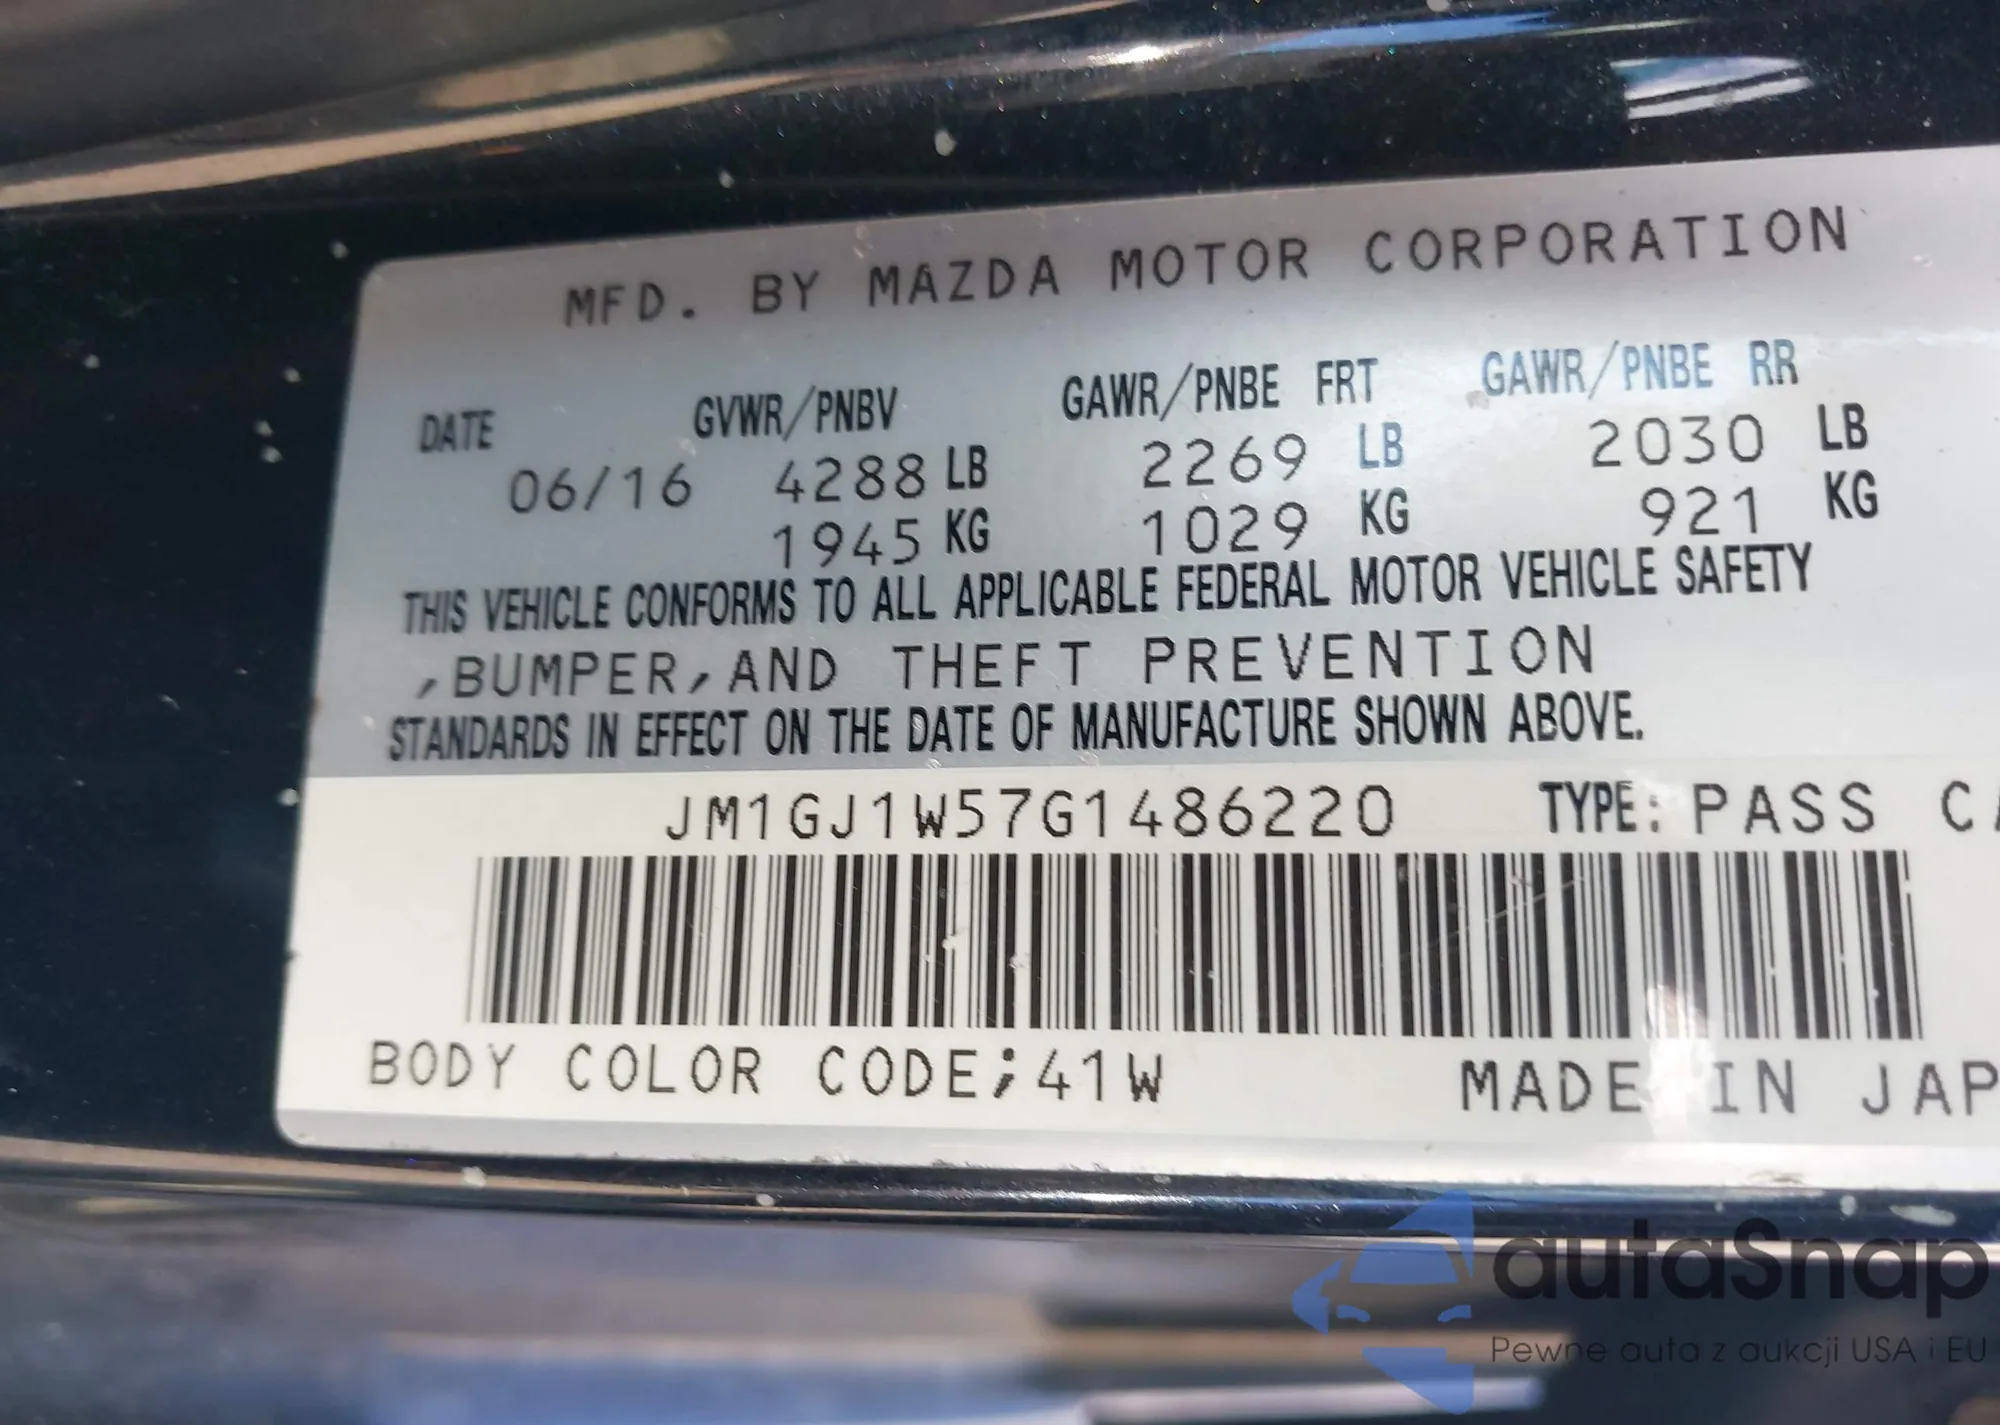 MFD. BY MAZDA MOTOR CORPORATION
DATE GVWR/PNBV GAWR/PNBE FRT GAWR/PNBE RR
06/16 4288 LB 2269 LB 2030 LB
1945 KG 1029 KG 921 KG
THIS VEHICLE CONFORMS TO ALL APPLICABLE FEDERAL MOTOR VEHICLE SAFETY
,BUMPER,AND THEFT PREVENTION
STANDARDS IN EFFECT ON THE DATE OF MANUFACTURE SHOWN ABOVE.
JM1GJ1W57G1486220 TYPE: PASS CA
BODY COLOR CODE;41W MADE IN JAP
autaSnap
Pewne auta z aukcji USA i EU